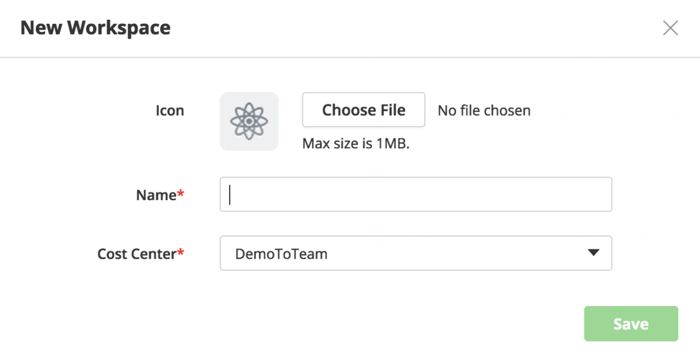 New Workspace
Icon
Choose File No file chosen
Max size is 1MB.
Name*
Cost Center*
DemoToTeam
Save